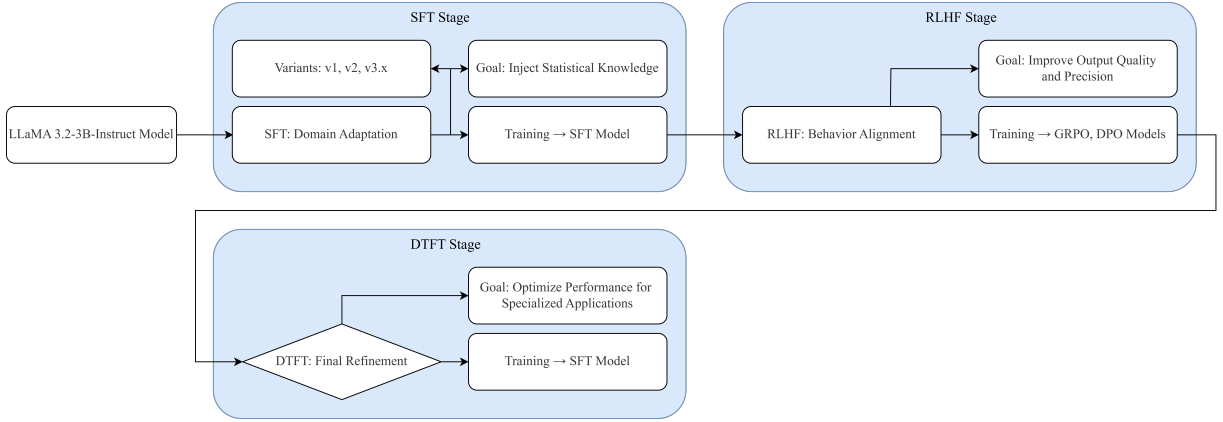 SFT Stage
Variants: v1, v2, v3.x
Goal: Inject Statistical Knowledge
LLaMA 3.2-3B-Instruct Model
SFT: Domain Adaptation
Training → SFT Model
RLHF Stage
Goal: Improve Output Quality
and Precision
RLHF: Behavior Alignment
Training → GRPO, DPO Models
DTFT Stage
Goal: Optimize Performance for
Specialized Applications
DTFT: Final Refinement
Training → SFT Model